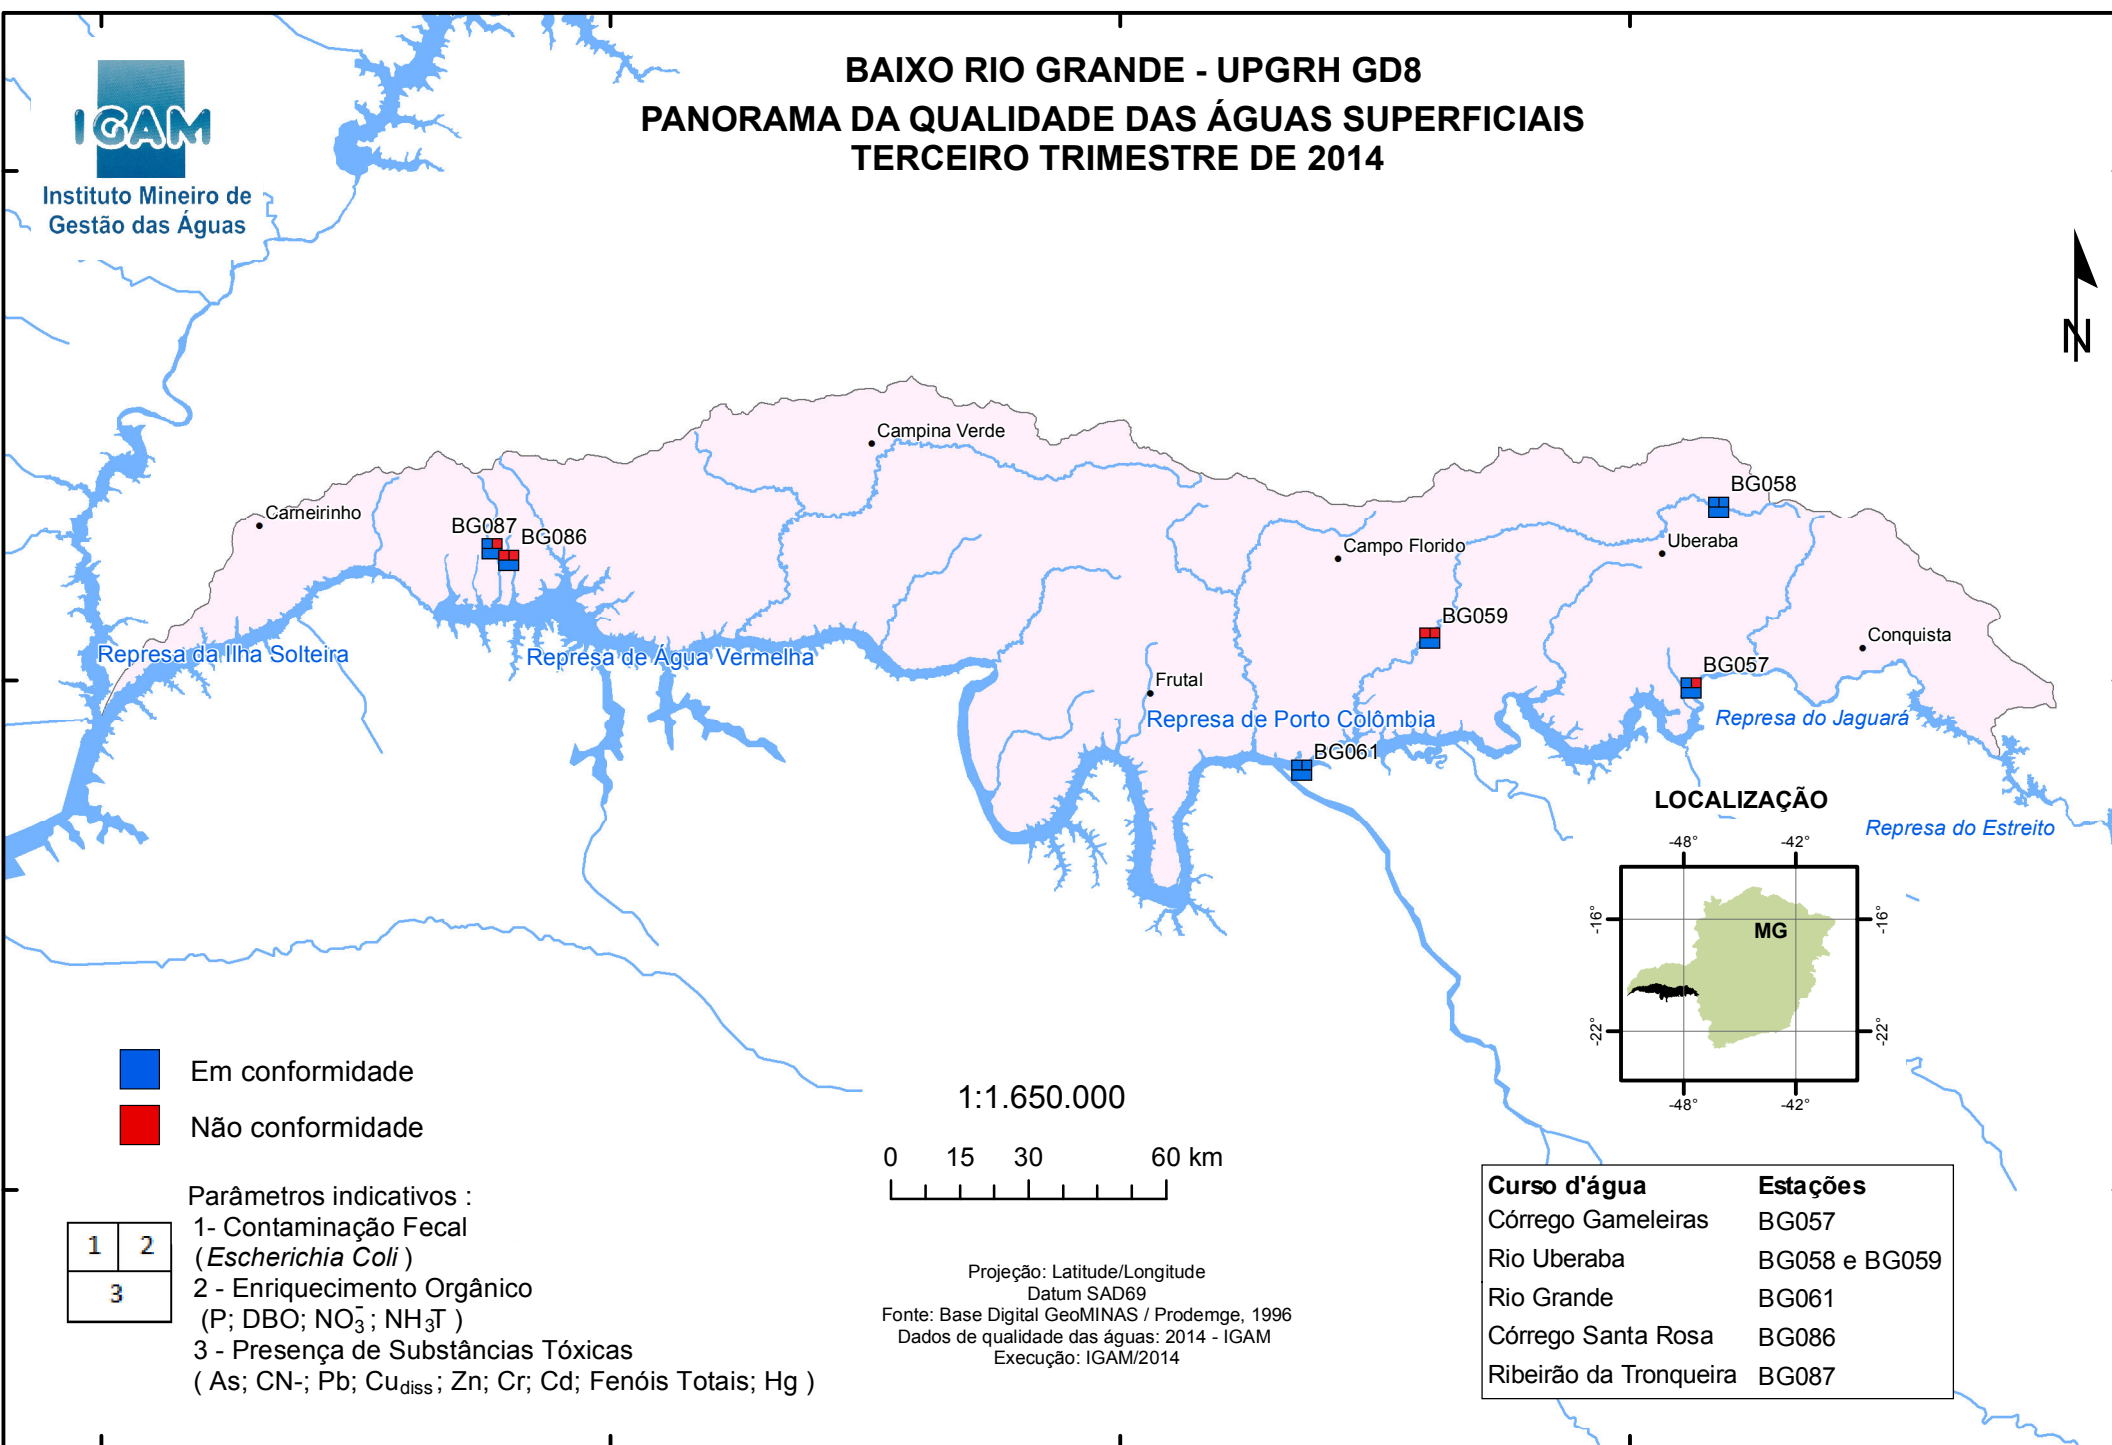 BAIXO RIO GRANDE - UPGRH GD8
PANORAMA DA QUALIDADE DAS ÁGUAS SUPERFICIAIS
TERCEIRO TRIMESTRE DE 2014
IGAM
Instituto Mineiro de
Gestão das Águas
N
Campina Verde
BG058
Carneirinho
BG087
BG086
Campo Florido
Uberaba
BG059
Conquista
Represa da Ilha Solteira
Represa de Água Vermelha
BG057
Frutal
Represa de Porto Colômbia
Represa do Jaguará
BG061
LOCALIZAÇÃO
Represa do Estreito
-48°
-42°
-16°
-16°
MG
-22°
-22°
-48°
-42°
Em conformidade
Não conformidade
1:1.650.000
0 15 30 60 km
Parâmetros indicativos :
1 2
3
1- Contaminação Fecal
(Escherichia Coli )
2 - Enriquecimento Orgânico
(P; DBO; NO3-; NH3T )
3 - Presença de Substâncias Tóxicas
( As; CN-; Pb; Cudiss; Zn; Cr; Cd; Fenóis Totais; Hg )
Projeção: Latitude/Longitude
Datum SAD69
Fonte: Base Digital GeoMINAS / Prodemge, 1996
Dados de qualidade das águas: 2014 - IGAM
Execução: IGAM/2014
Curso d'água Estações
Córrego Gameleiras BG057
Rio Uberaba BG058 e BG059
Rio Grande BG061
Córrego Santa Rosa BG086
Ribeirão da Tronqueira BG087